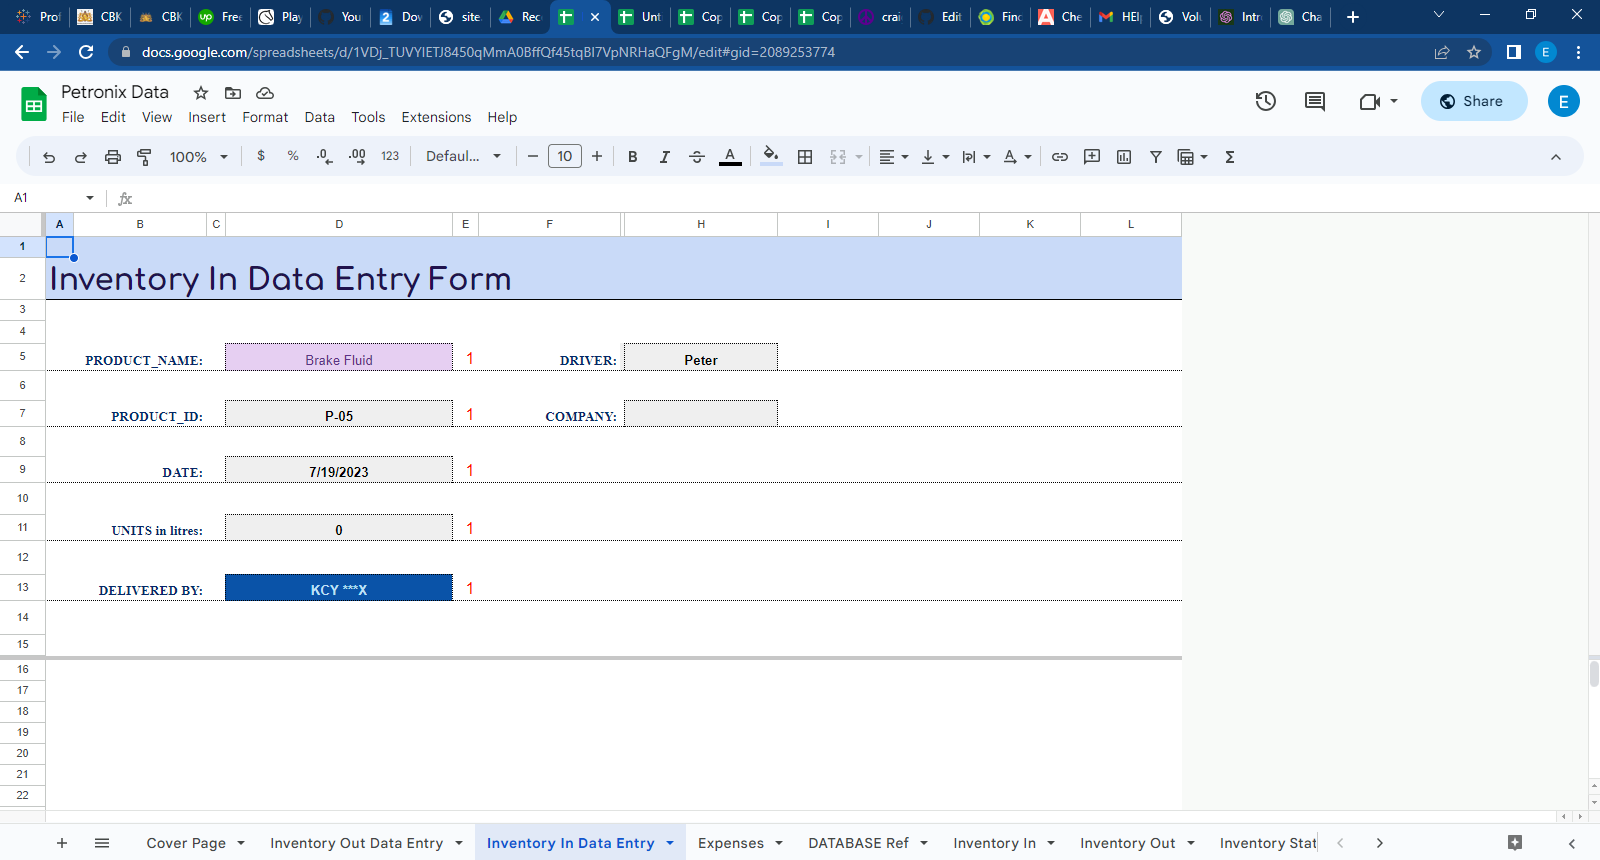 Prof CBK CBK Free Play You Dov site. Rec Unt Cop Cop Cop crai Edit Finc Che HEl Volu Intr Cha
docs.google.com/spreadsheets/d/1VDj_TUVYIETJ8450qMmA0BffQf45tqBI7VpNRHaQFgM/edit#gid=2089253774
E
Petronix Data
Share
E
File Edit View Insert Format Data Tools Extensions Help
100% $ % .0 .00 123 Defaul... − 10 + B I A
A1 fx
A B C D E F H I J K L
1
2 Inventory In Data Entry Form
3
4
5 PRODUCT_NAME: Brake Fluid 1 DRIVER: Peter
6
7 PRODUCT_ID: P-05 1 COMPANY:
8
9 DATE: 7/19/2023 1
10
11 UNITS in litres: 0 1
12
13 DELIVERED BY: KCY ***X 1
14
15
16
17
18
19
20
21
22
Cover Page Inventory Out Data Entry Inventory In Data Entry Expenses DATABASE Ref Inventory In Inventory Out Inventory Stat